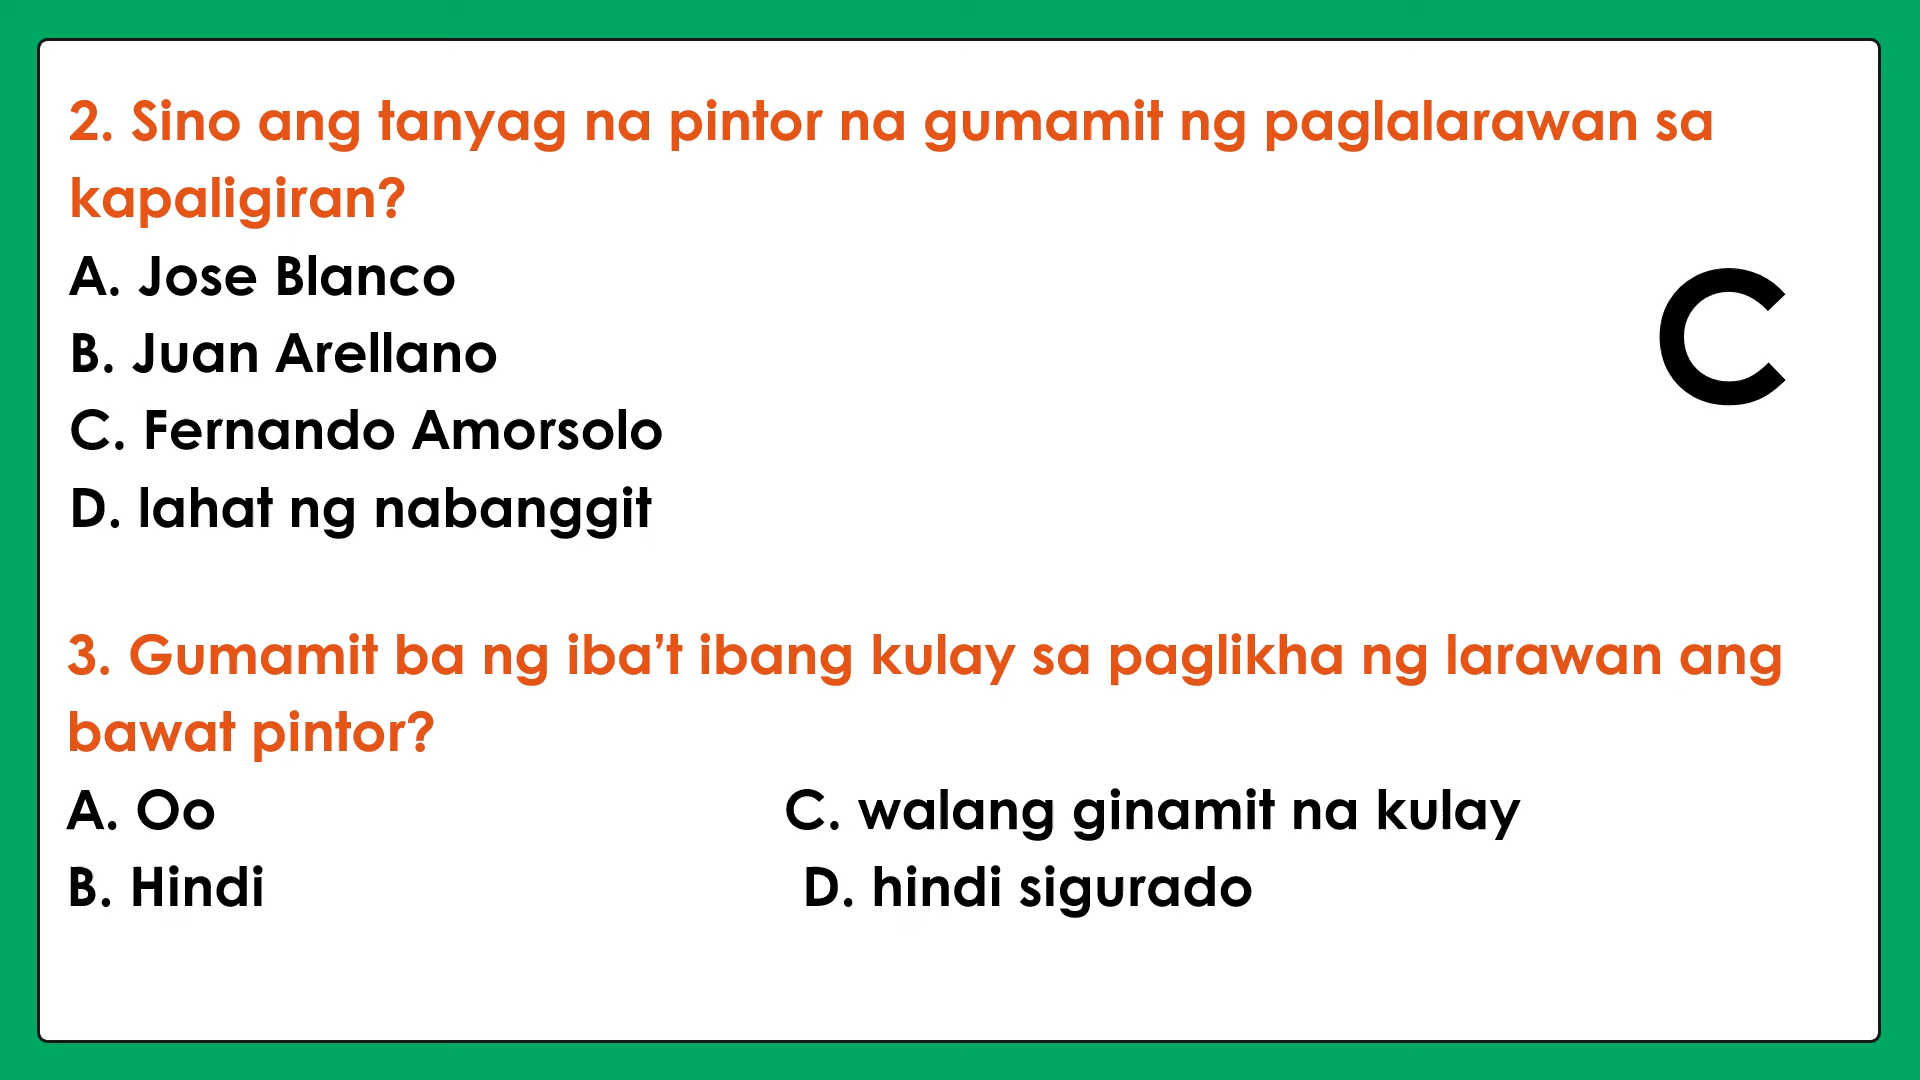 2. Sino ang tanyag na pintor na gumamit ng paglalarawan sa
kapaligiran?
A. Jose Blanco
B. Juan Arellano
C. Fernando Amorsolo
D. lahat ng nabanggit
C
3. Gumamit ba ng iba’t ibang kulay sa paglikha ng larawan ang
bawat pintor?
A. Oo
C. walang ginamit na kulay
B. Hindi
D. hindi sigurado